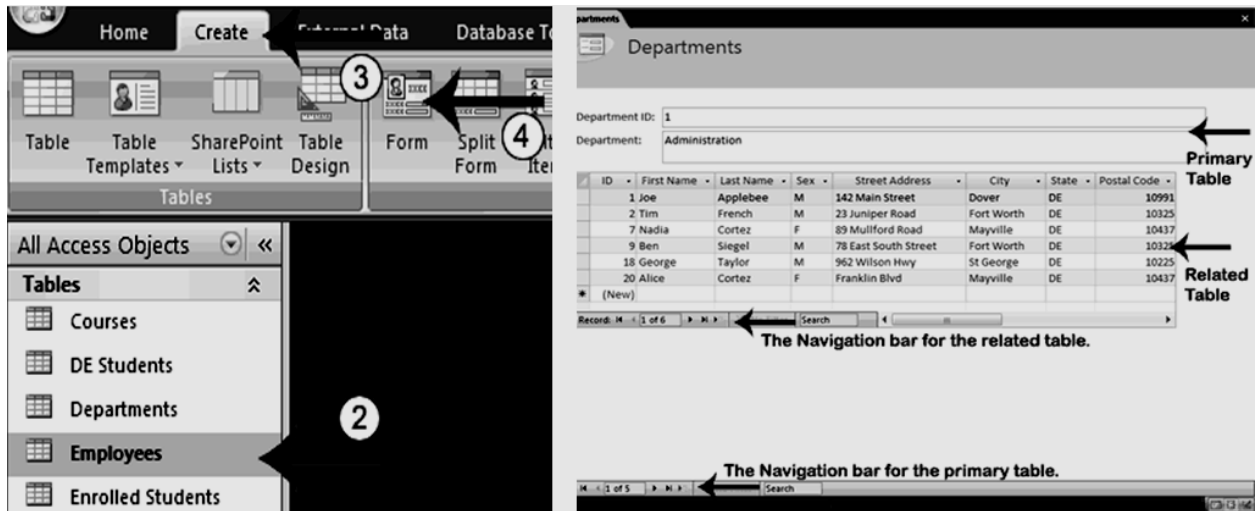 Home Create External Data Database To
3
4
Table Table Templates SharePoint Lists Table Design Form Split Form
Tables
All Access Objects «
Tables
Courses
DE Students
Departments
2
Employees
Enrolled Students
partments
Departments
Department ID: 1
Department: Administration
Primary Table
ID First Name Last Name Sex Street Address City State Postal Code
1 Joe Applebee M 142 Main Street Dover DE 10991
2 Tim French M 23 Juniper Road Fort Worth DE 10325
7 Nadia Cortez F 89 Mullford Road Mayville DE 10437
9 Ben Siegel M 78 East South Street Fort Worth DE 10321
18 George Taylor M 962 Wilson Hwy St George DE 10225
20 Alice Cortez F Franklin Blvd Mayville DE 10437
(New)
Related Table
Record: 1 of 6 Search
The Navigation bar for the related table.
The Navigation bar for the primary table.
1 of 5 Search